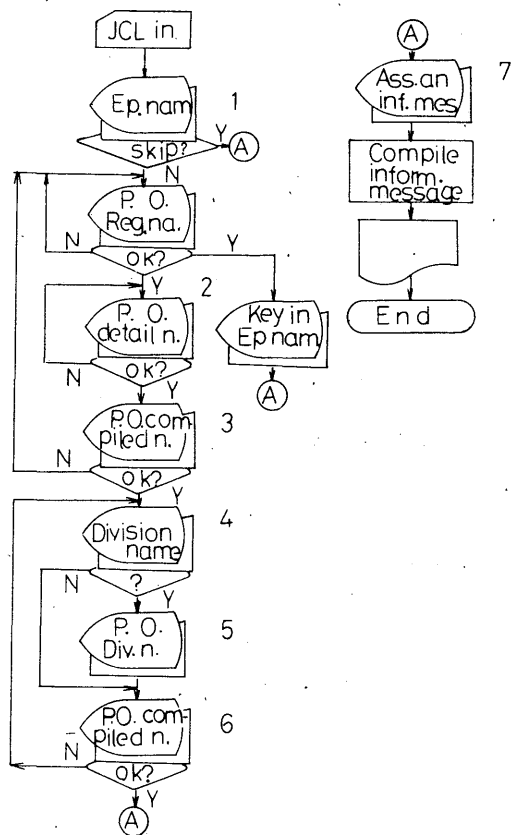 JCL in.
Ep. nam
1
skip?
Y
A
N
P. O.
Reg.na.
N
ok?
Y
Y
2
P. O.
detail n.
N
ok?
Y
Key in
Ep nam
A
P.O.com-
piled n.
3
N
ok?
Y
4
Division
name
N
?
Y
P. O.
Div. n.
5
P.O. com-
piled n.
6
N
ok?
Y
A
A
7
Ass.an
inf. mes
Compile
inform.
message
End